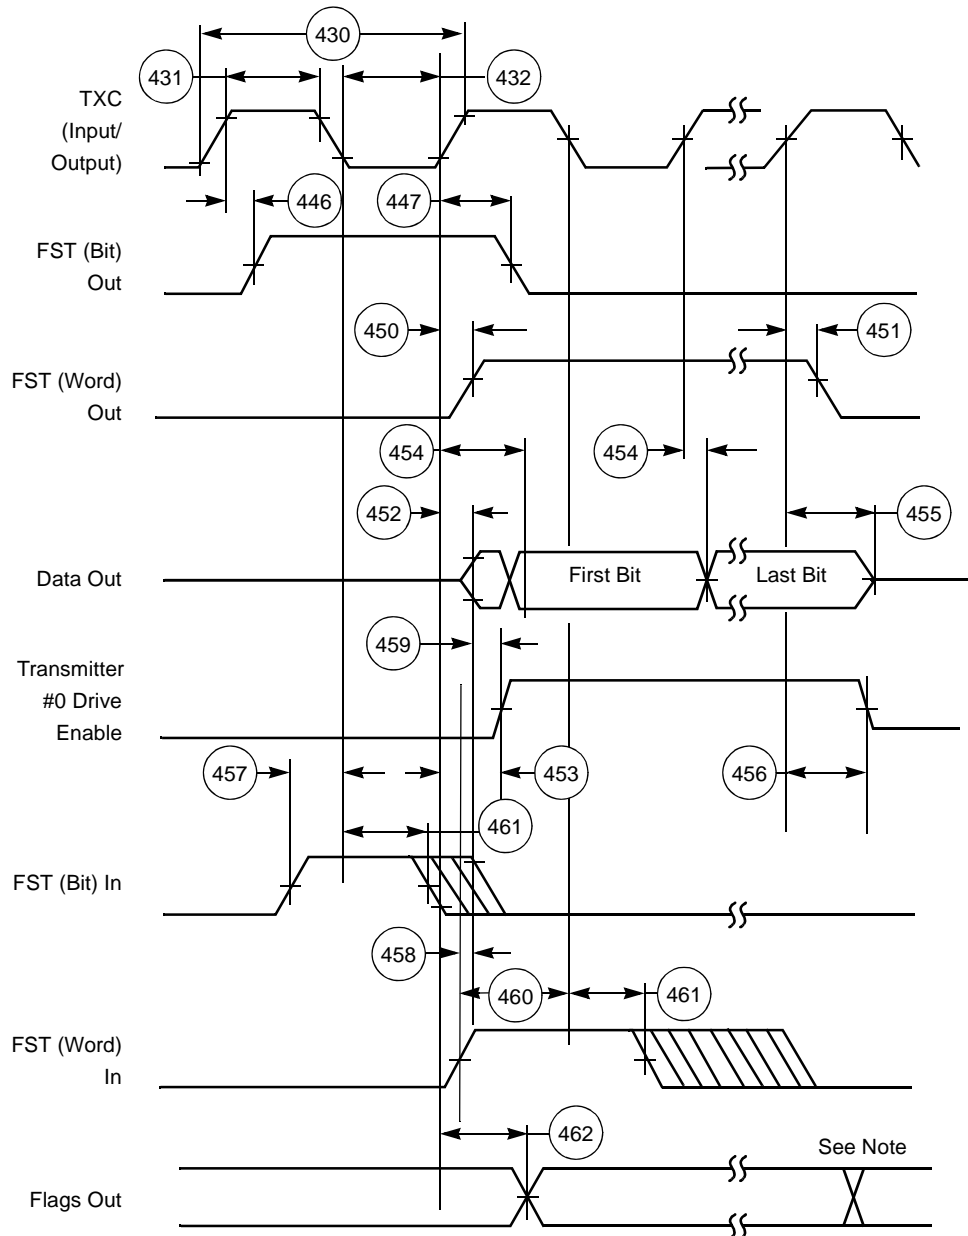 430
431
432
TXC
(Input/
Output)
446
447
FST (Bit)
Out
450
451
FST (Word)
Out
454
454
452
455
Data Out
First Bit
Last Bit
459
Transmitter
#0 Drive
Enable
457
453
456
461
FST (Bit) In
458
460
461
FST (Word)
In
462
See Note
Flags Out